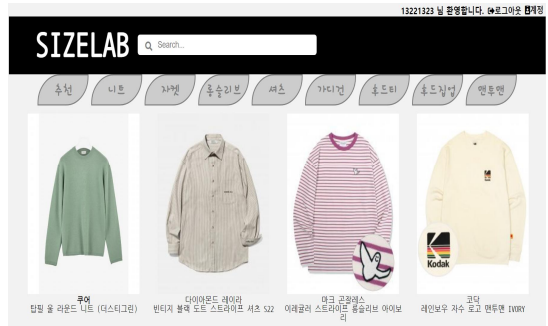 13221323 님 환영합니다. 로그아웃 계정
SIZELAB
Search...
추천 니트 자켓 롱슬리브 셔츠 가디건 후드티 후드집업 맨투맨
Kodak
쿠어
탑필 울 라운드 니트 (더스티그린)
다이아몬드 레이라
빈티지 블랙 도트 스트라이프 셔츠 S22
마크 곤잘레스
이레귤러 스트라이프 롱슬리브 아이보
리
코닥
레인보우 자수 로고 맨투맨 IVORY